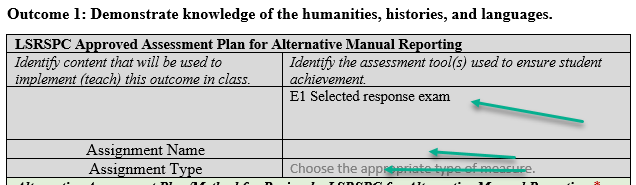 Outcome 1: Demonstrate knowledge of the humanities, histories, and languages.
LSRSPC Approved Assessment Plan for Alternative Manual Reporting
Identify content that will be used to
implement (teach) this outcome in class.
Identify the assessment tool(s) used to ensure student
achievement.
E1 Selected response exam
Assignment Name
Assignment Type
Choose the appropriate type of measure.